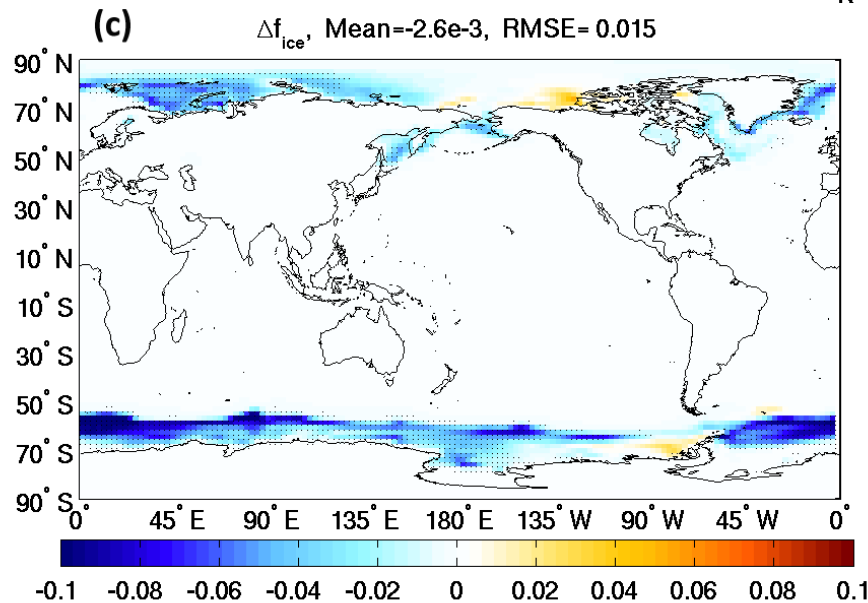 K
(c) Δf_ice, Mean=-2.6e-3, RMSE= 0.015
90° N
70° N
50° N
30° N
10° N
10° S
30° S
50° S
70° S
90° S
0° 45° E 90° E 135° E 180° E 135° W 90° W 45° W 0°
-0.1 -0.08 -0.06 -0.04 -0.02 0 0.02 0.04 0.06 0.08 0.1